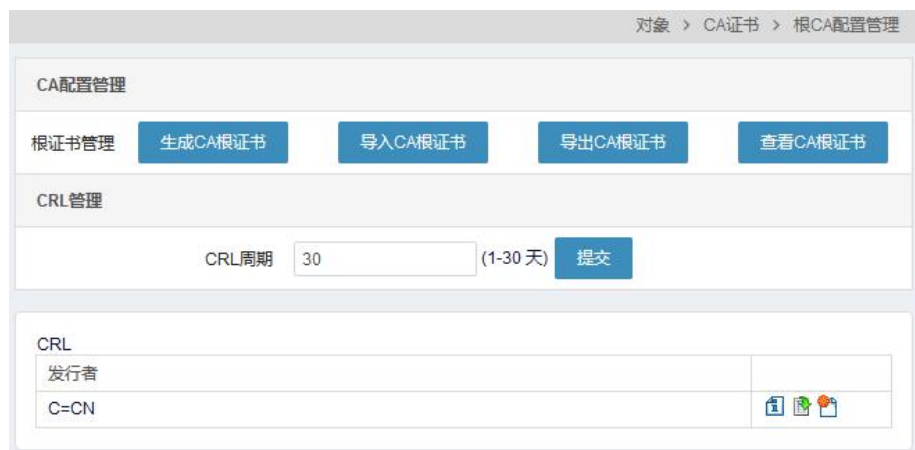 对象 > CA证书 > 根CA配置管理
CA配置管理
根证书管理 生成CA根证书 导入CA根证书 导出CA根证书 查看CA根证书
CRL管理
CRL周期 30 (1-30 天) 提交
CRL
发行者
C=CN